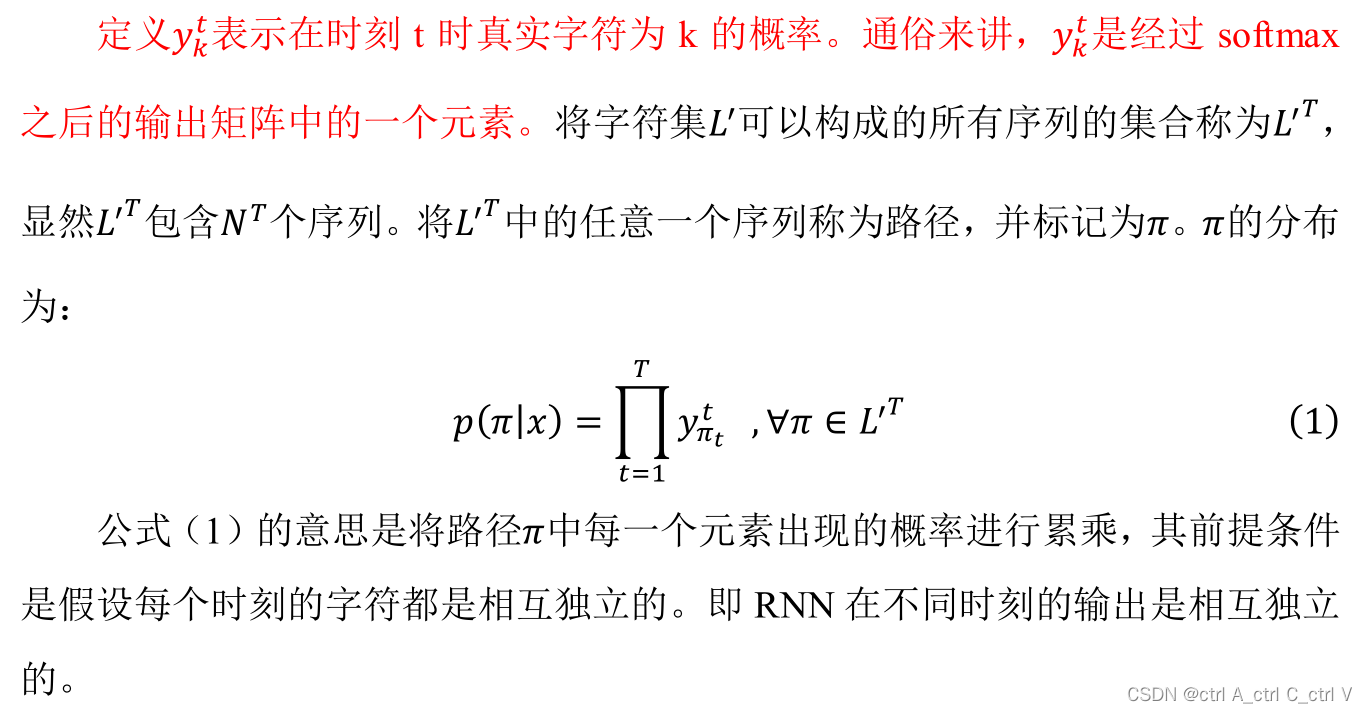 定义$y_k^t$表示在时刻 t 时真实字符为 k 的概率。通俗来讲，$y_k^t$是经过 softmax
之后的输出矩阵中的一个元素。将字符集$L'$可以构成的所有序列的集合称为$L'^T$，
显然$L'^T$包含$N^T$个序列。将$L'^T$中的任意一个序列称为路径，并标记为$\pi$。$\pi$的分布
为：
$p(\pi|x) = \prod_{t=1}^{T} y_{\pi_t}^t \ , \forall \pi \in L'^T$ (1)
公式（1）的意思是将路径$\pi$中每一个元素出现的概率进行累乘，其前提条件
是假设每个时刻的字符都是相互独立的。即 RNN 在不同时刻的输出是相互独立
的。
CSDN @ctrl A_ctrl C_ctrl V